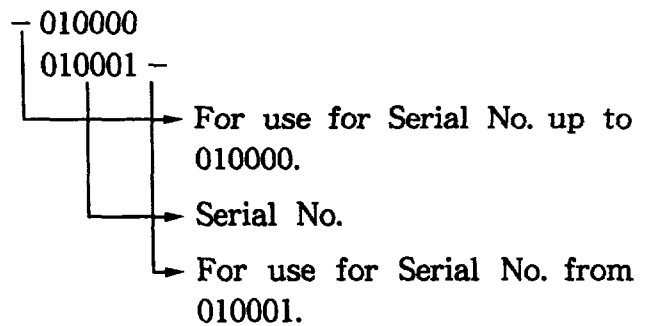 – 010000
010001 –
For use for Serial No. up to
010000.
Serial No.
For use for Serial No. from
010001.